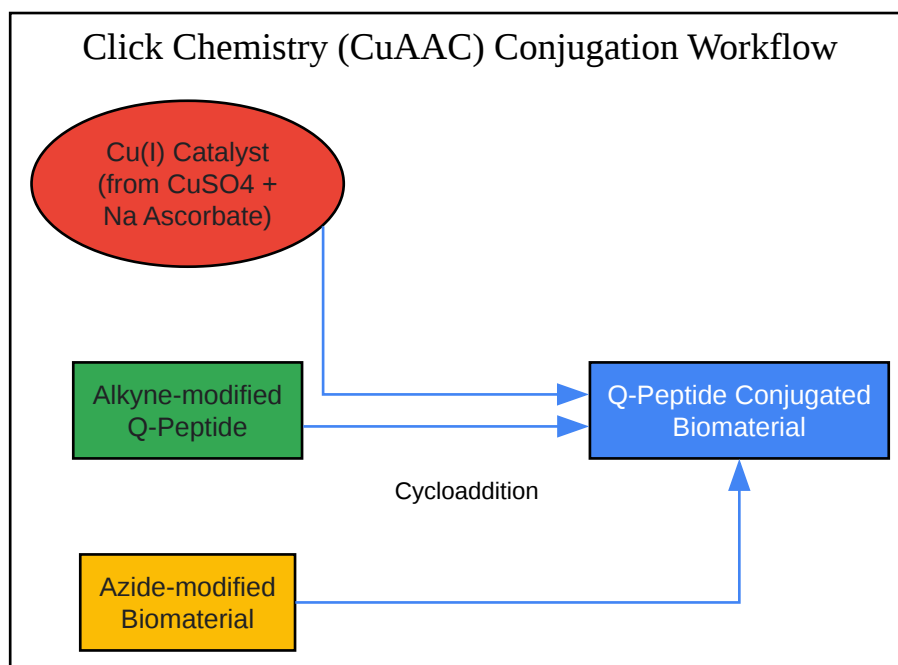 Click Chemistry (CuAAC) Conjugation Workflow
Cu(I) Catalyst
(from CuSO4 +
Na Ascorbate)
Alkyne-modified
Q-Peptide
Q-Peptide Conjugated
Biomaterial
Cycloaddition
Azide-modified
Biomaterial